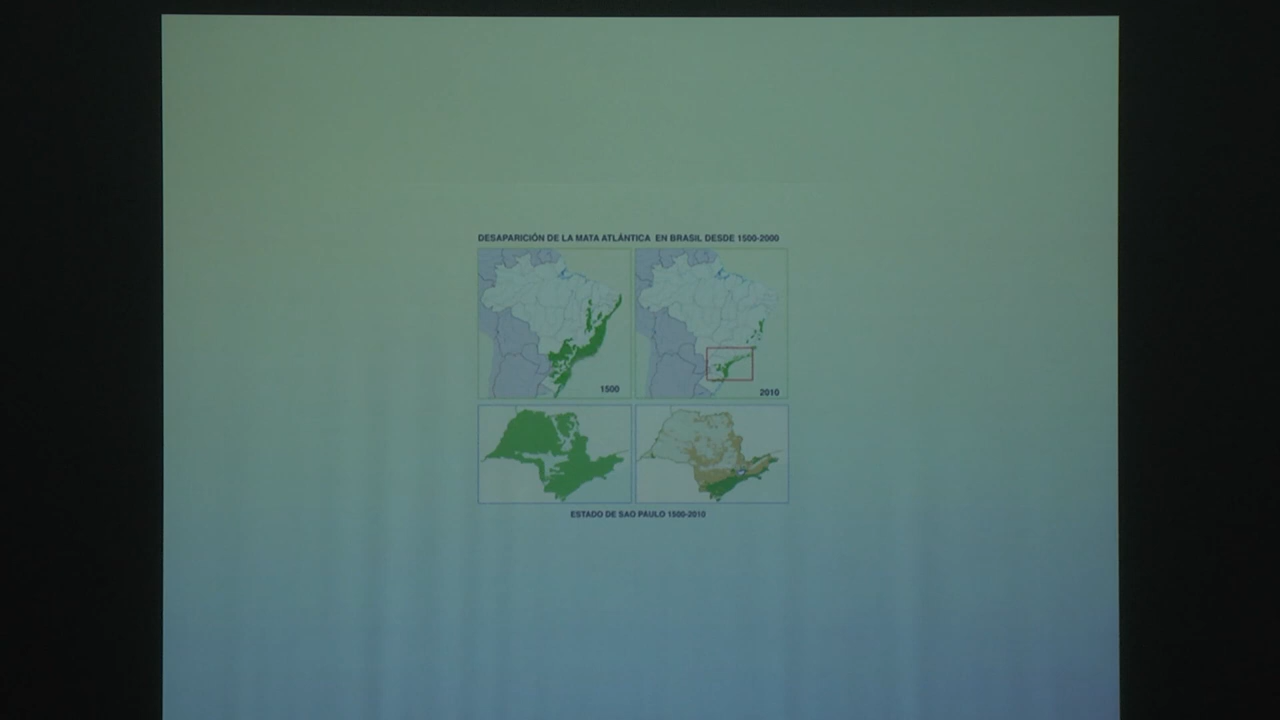 DESAPARICIÓN DE LA MATA ATLÁNTICA EN BRASIL DESDE 1500-2000
1500
2010
ESTADO DE SAO PAULO 1500-2010